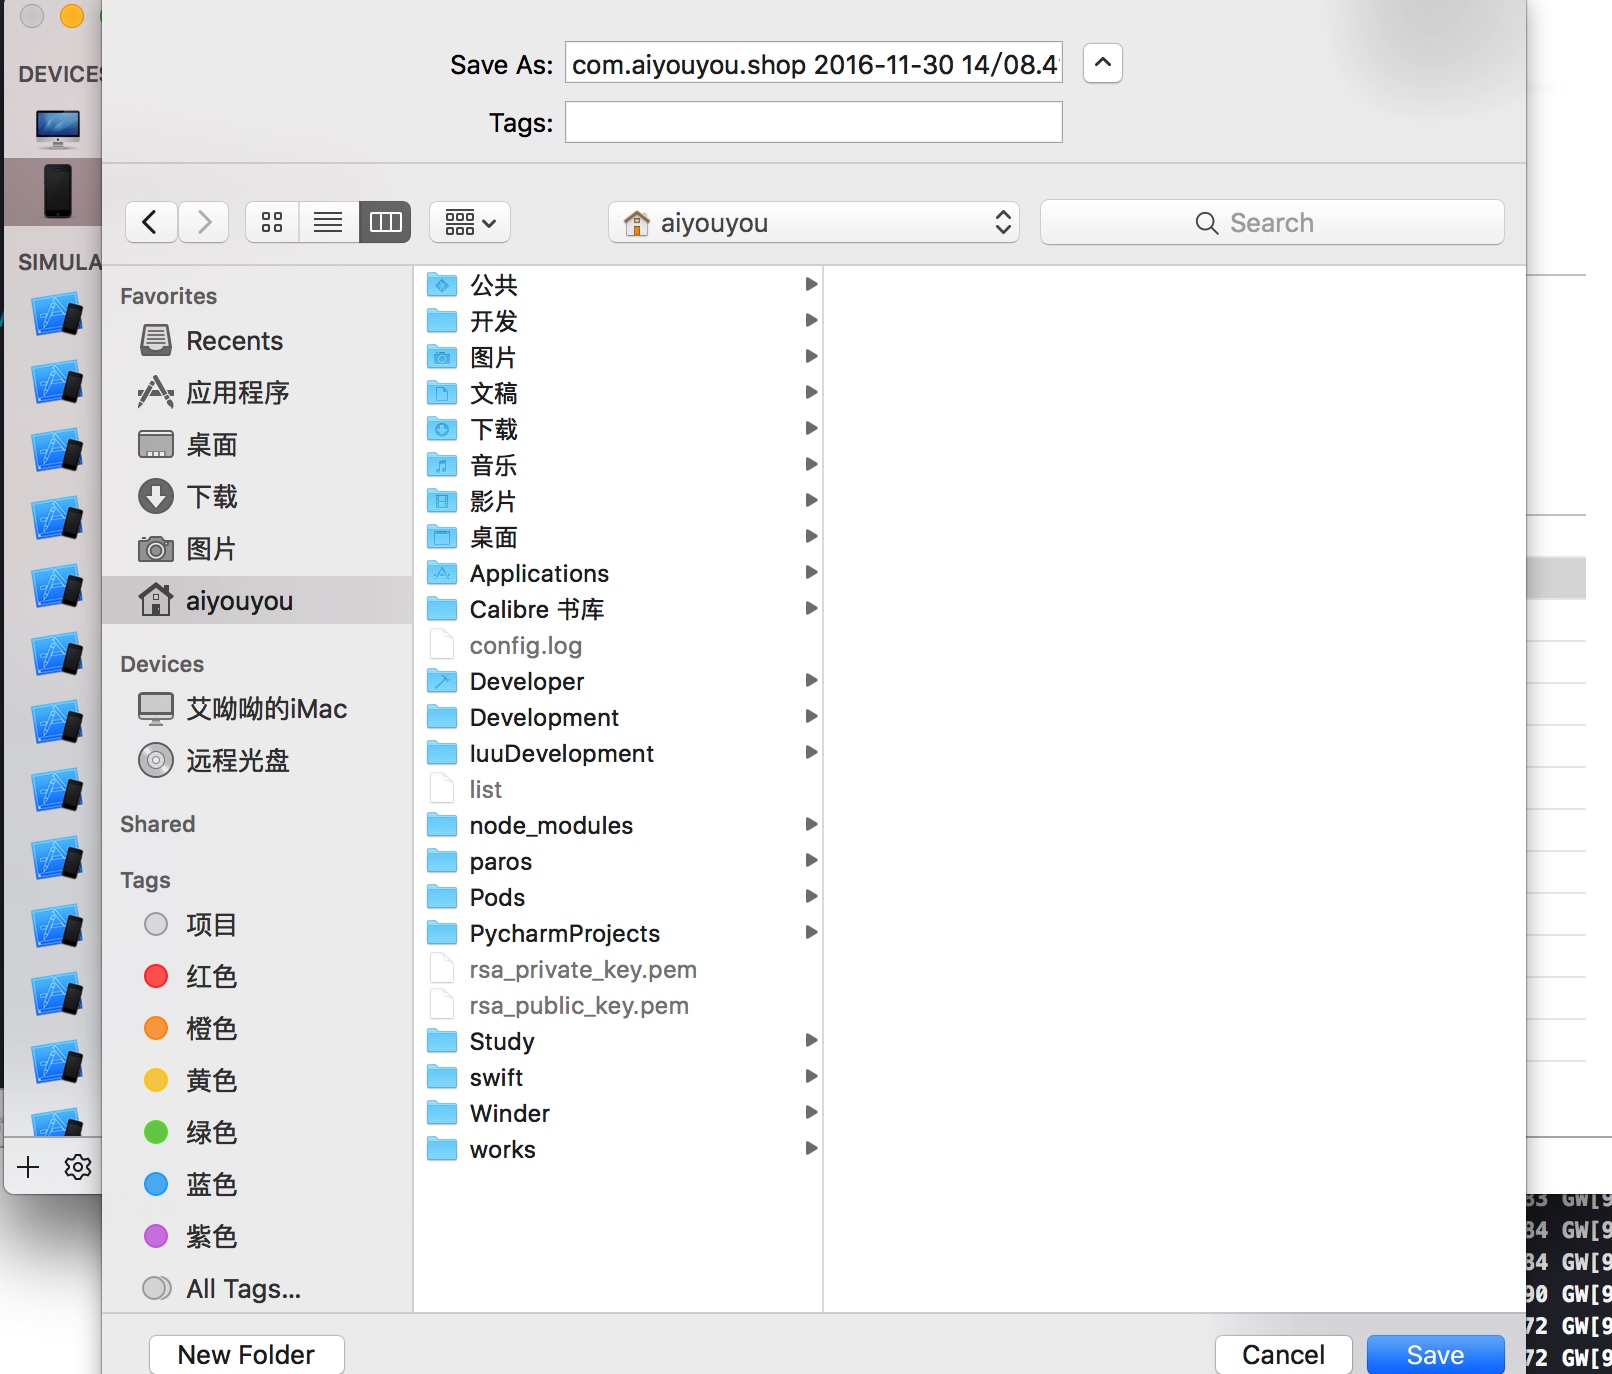 DEVICES
SIMULA
Save As: com.aiyouyou.shop 2016-11-30 14/08.4
Tags:
aiyouyou
Search
Favorites
Recents
应用程序
桌面
下载
图片
aiyouyou
Devices
艾呦呦的iMac
远程光盘
Shared
Tags
项目
红色
橙色
黄色
绿色
蓝色
紫色
All Tags...
公共
开发
图片
文稿
下载
音乐
影片
桌面
Applications
Calibre 书库
config.log
Developer
Development
luuDevelopment
list
node_modules
paros
Pods
PycharmProjects
rsa_private_key.pem
rsa_public_key.pem
Study
swift
Winder
works
33 GW[9
34 GW[9
34 GW[9
90 GW[9
72 GW[9
72 GW[9
New Folder
Cancel
Save